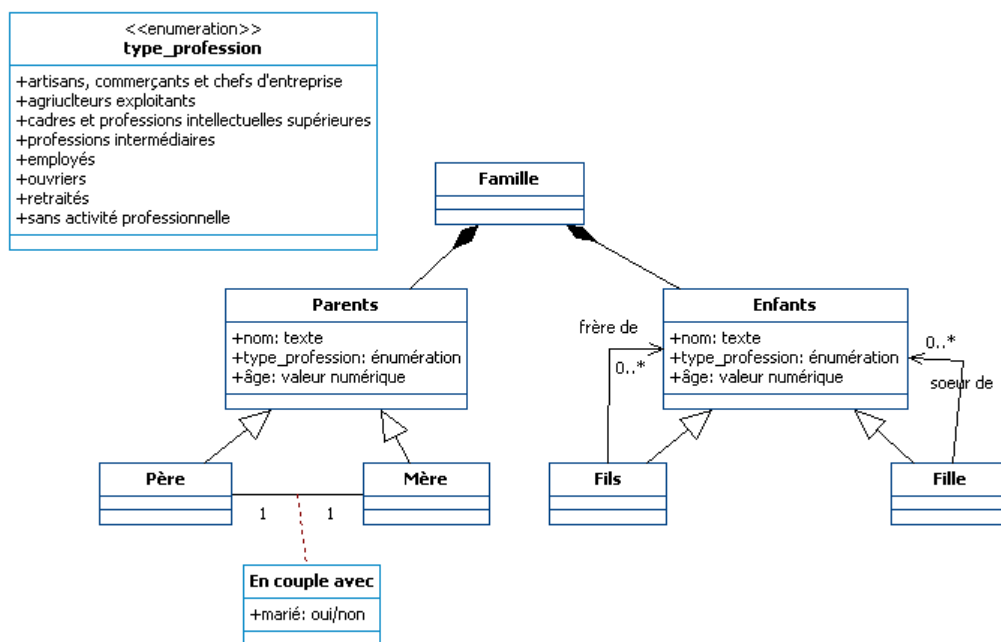 <<enumeration>>
type_profession
+artisans, commerçants et chefs d'entreprise
+agriuclteurs exploitants
+cadres et professions intellectuelles supérieures
+professions intermédiaires
+employés
+ouvriers
+retraités
+sans activité professionnelle
Famille
Parents
+nom: texte
+type_profession: énumération
+âge: valeur numérique
Enfants
+nom: texte
+type_profession: énumération
+âge: valeur numérique
frère de
0..*
0..*
soeur de
Père
Mère
1
1
Fils
Fille
En couple avec
+marié: oui/non